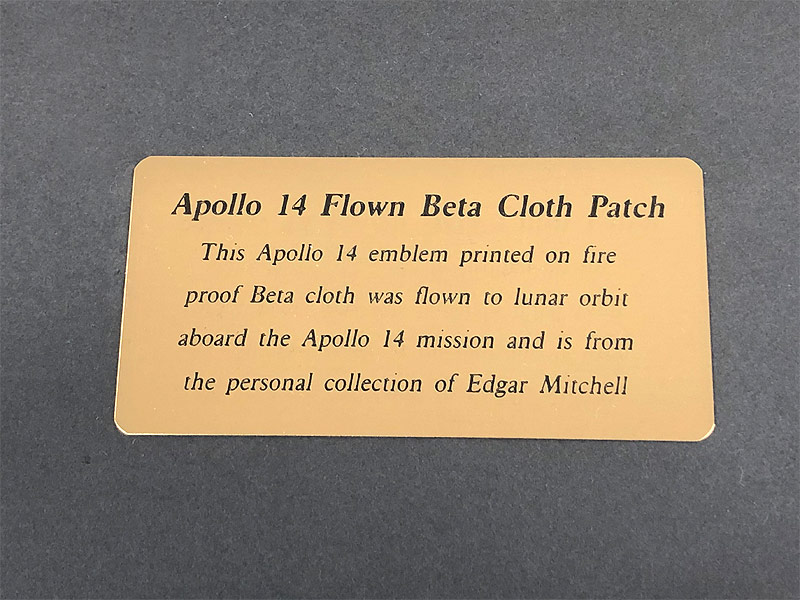 Apollo 14 Flown Beta Cloth Patch
This Apollo 14 emblem printed on fire
proof Beta cloth was flown to lunar orbit
aboard the Apollo 14 mission and is from
the personal collection of Edgar Mitchell